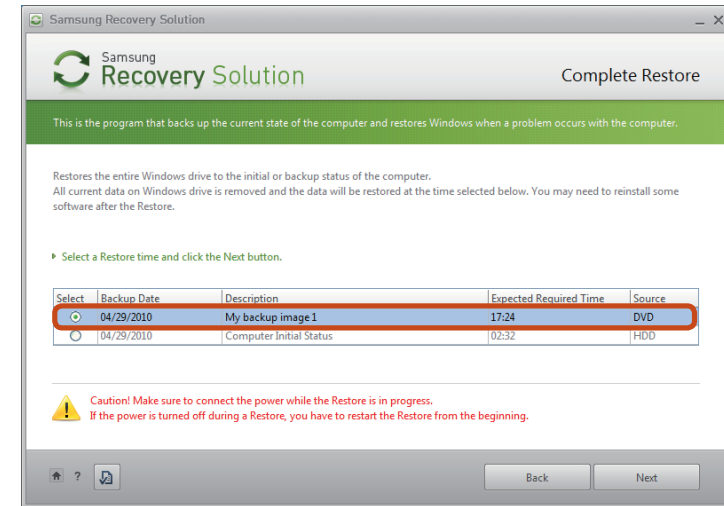 Samsung Recovery Solution
Samsung
Recovery Solution
Complete Restore
This is the program that backs up the current state of the computer and restores Windows when a problem occurs with the computer.
Restores the entire Windows drive to the initial or backup status of the computer.
All current data on Windows drive is removed and the data will be restored at the time selected below. You may need to reinstall some
software after the Restore.
Select a Restore time and click the Next button.
Select Backup Date Description Expected Required Time Source
04/29/2010 My backup image 1 17:24 DVD
04/29/2010 Computer Initial Status 02:32 HDD
Caution! Make sure to connect the power while the Restore is in progress.
If the power is turned off during a Restore, you have to restart the Restore from the beginning.
? Back Next